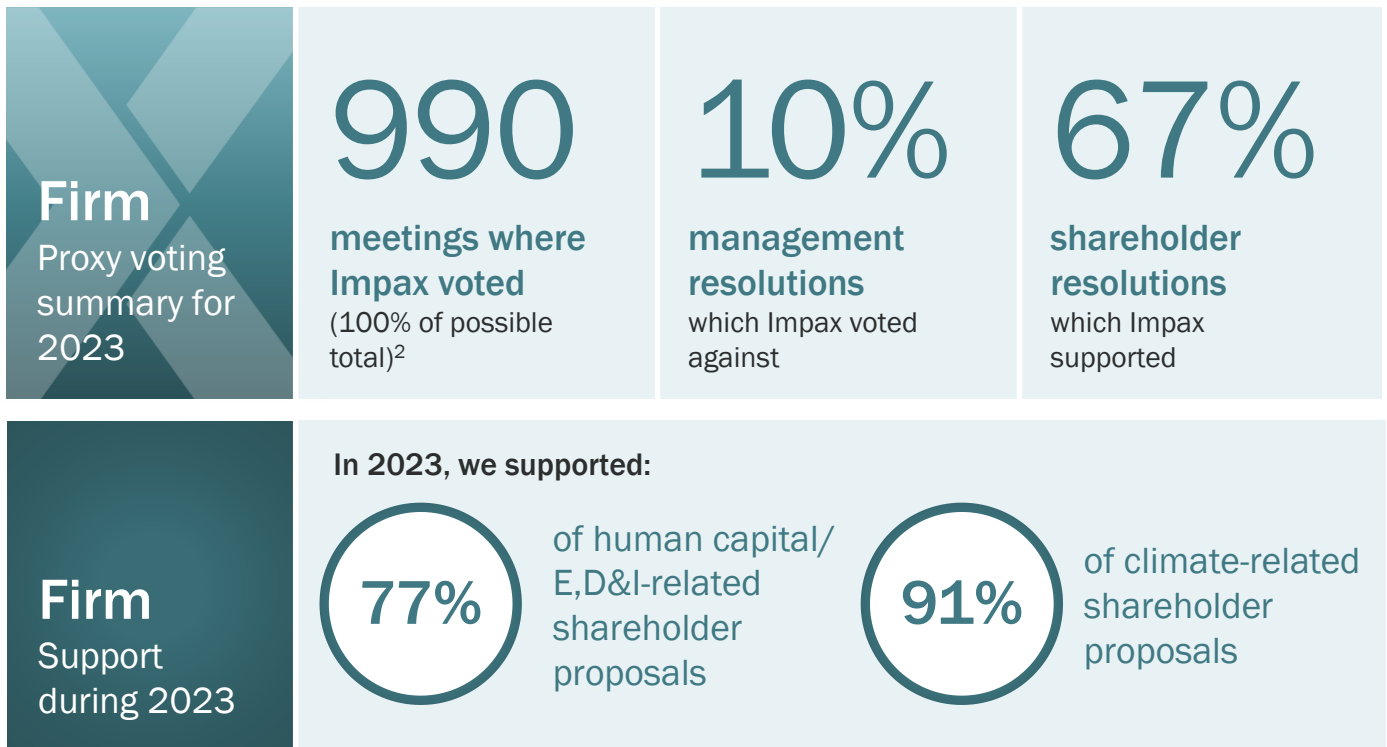 Firm
Proxy voting
summary for
2023
990
meetings where
Impax voted
(100% of possible
total)²
10%
management
resolutions
which Impax voted
against
67%
shareholder
resolutions
which Impax
supported
Firm
Support
during 2023
In 2023, we supported:
77%
of human capital/
E,D&I-related
shareholder
proposals
91%
of climate-related
shareholder
proposals